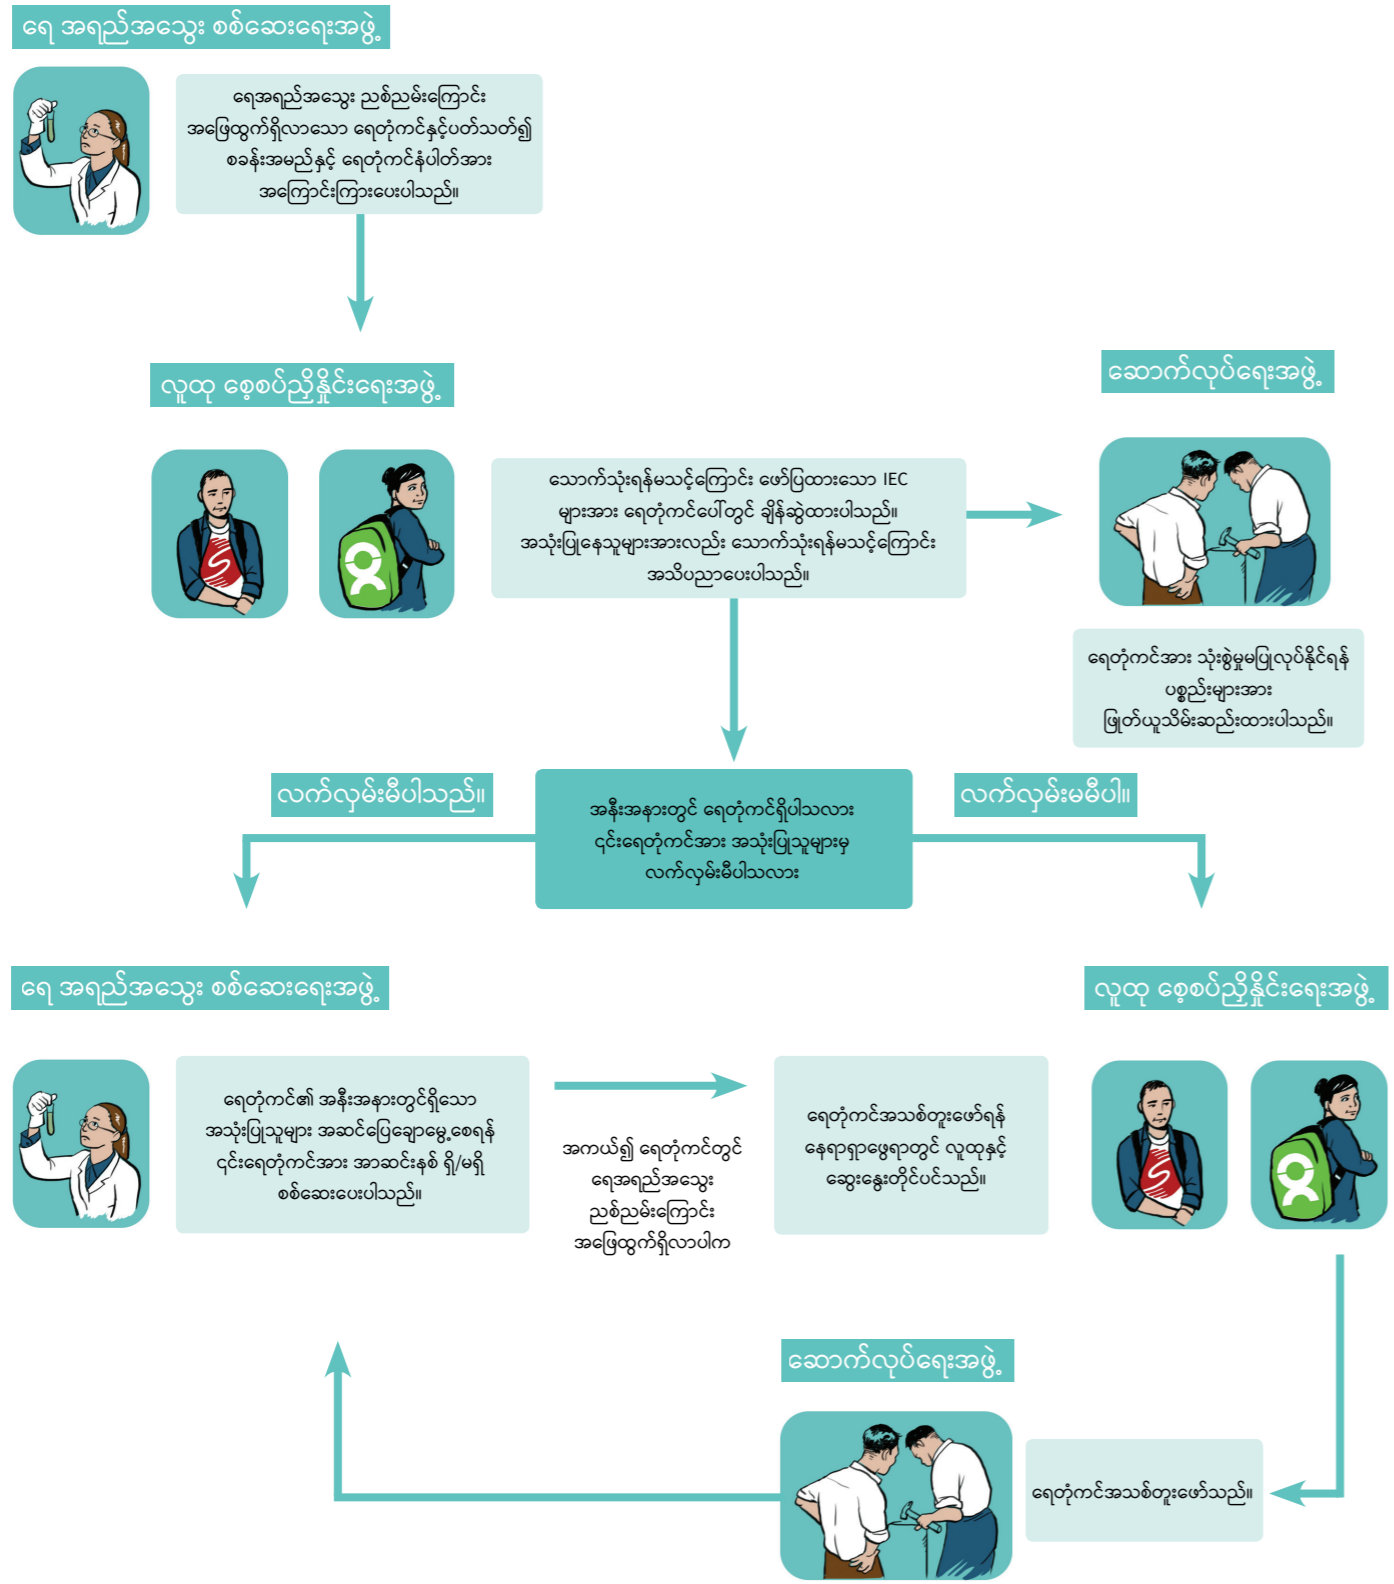 ရေ အရည်အသွေး စစ်ဆေးရေးအဖွဲ့
ရေအရည်အသွေး ညစ်ညမ်းကြောင်း
အဖြေထွက်ရှိလာသော ရေတုံကင်နှင့်ပတ်သတ်၍
စခန်းအမည်နှင့် ရေတုံကင်နံပါတ်အား
အကြောင်းကြားပေးပါသည်။
လူထု စေ့စပ်ညှိနှိုင်းရေးအဖွဲ့
ဆောက်လုပ်ရေးအဖွဲ့
သောက်သုံးရန်မသင့်ကြောင်း ဖော်ပြထားသော IEC
များအား ရေတုံကင်ပေါ်တွင် ချိန်ဆွဲထားပါသည်။
အသုံးပြုနေသူများအားလည်း သောက်သုံးရန်မသင့်ကြောင်း
အသိပညာပေးပါသည်။
ရေတုံကင်အား သုံးစွဲမှုမပြုလုပ်နိုင်ရန်
ပစ္စည်းများအား
ဖြုတ်ယူသိမ်းဆည်းထားပါသည်။
လက်လှမ်းမီပါသည်။
အနီးအနားတွင် ရေတုံကင်ရှိပါသလား
၎င်းရေတုံကင်အား အသုံးပြုသူများမှ
လက်လှမ်းမီပါသလား
လက်လှမ်းမမီပါ။
ရေ အရည်အသွေး စစ်ဆေးရေးအဖွဲ့
လူထု စေ့စပ်ညှိနှိုင်းရေးအဖွဲ့
ရေတုံကင်၏ အနီးအနားတွင်ရှိသော
အသုံးပြုသူများ အဆင်ပြေချောမွေ့စေရန်
၎င်းရေတုံကင်အား အာဆင်းနစ် ရှိ/မရှိ
စစ်ဆေးပေးပါသည်။
အကယ်၍ ရေတုံကင်တွင်
ရေအရည်အသွေး
ညစ်ညမ်းကြောင်း
အဖြေထွက်ရှိလာပါက
ရေတုံကင်အသစ်တူးဖော်ရန်
နေရာရှာဖွေရာတွင် လူထုနှင့်
ဆွေးနွေးတိုင်ပင်သည်။
ဆောက်လုပ်ရေးအဖွဲ့
ရေတုံကင်အသစ်တူးဖော်သည်။